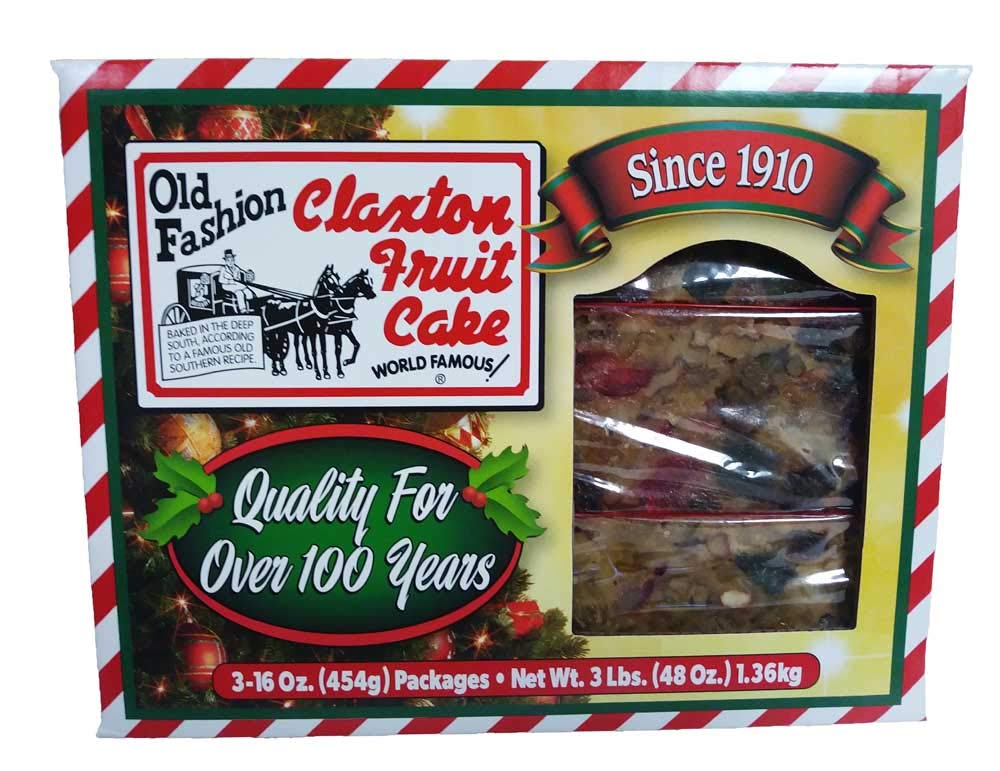 Old
Fashion
Claxton
Fruit
Cake
WORLD FAMOUS!
®
BAKED IN THE DEEP
SOUTH, ACCORDING
TO A FAMOUS OLD
SOUTHERN RECIPE.
Since 1910
Quality For
Over 100 Years
3-16 Oz. (454g) Packages • Net Wt. 3 Lbs. (48 Oz.) 1.36kg